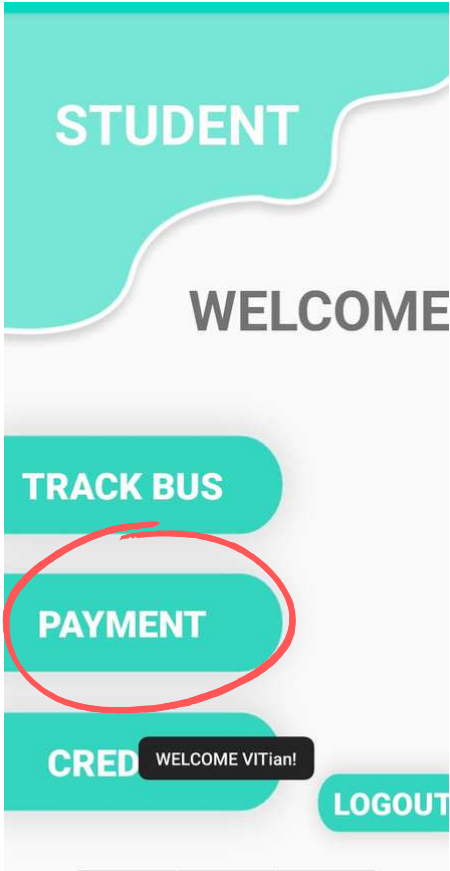 STUDENT
WELCOME
TRACK BUS
PAYMENT
CRED
WELCOME VITian!
LOGOUT